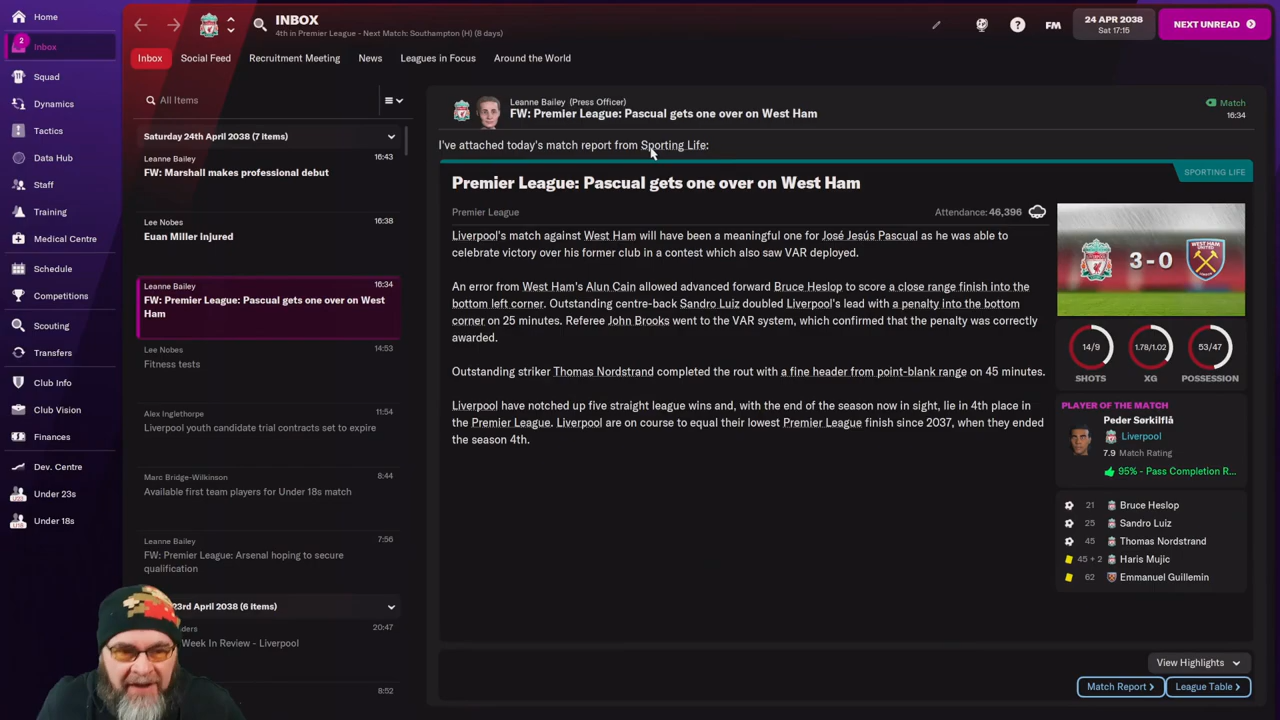 Home
INBOX
4th in Premier League - Next Match: Southampton (H) (8 days)
FM
24 APR 2038
Sat 17:15
NEXT UNREAD
2
Inbox
Squad
Dynamics
Tactics
Data Hub
Staff
Training
Medical Centre
Schedule
Competitions
Scouting
Transfers
Club Info
Club Vision
Finances
Dev. Centre
Under 23s
Under 18s
Inbox
Social Feed
Recruitment Meeting
News
Leagues in Focus
Around the World
All Items
Saturday 24th April 2038 (7 items)
Leanne Bailey
16:43
FW: Marshall makes professional debut
Lee Nobes
16:38
Euan Miller injured
Leanne Bailey
16:34
FW: Premier League: Pascual gets one over on West
Ham
Lee Nobes
14:53
Fitness tests
Alex Inglethorpe
11:54
Liverpool youth candidate trial contracts set to expire
Marc Bridge-Wilkinson
8:44
Available first team players for Under 18s match
Leanne Bailey
7:56
FW: Premier League: Arsenal hoping to secure
qualification
23rd April 2038 (6 items)
20:47
Week In Review - Liverpool
8:52
Leanne Bailey (Press Officer)
FW: Premier League: Pascual gets one over on West Ham
Match
16:34
I've attached today's match report from Sporting Life:
SPORTING LIFE
Premier League: Pascual gets one over on West Ham
Premier League
Attendance: 46,396
Liverpool's match against West Ham will have been a meaningful one for José Jesús Pascual as he was able to
celebrate victory over his former club in a contest which also saw VAR deployed.
An error from West Ham's Alun Cain allowed advanced forward Bruce Heslop to score a close range finish into the
bottom left corner. Outstanding centre-back Sandro Luiz doubled Liverpool's lead with a penalty into the bottom
corner on 25 minutes. Referee John Brooks went to the VAR system, which confirmed that the penalty was correctly
awarded.
Outstanding striker Thomas Nordstrand completed the rout with a fine header from point-blank range on 45 minutes.
Liverpool have notched up five straight league wins and, with the end of the season now in sight, lie in 4th place in
the Premier League. Liverpool are on course to equal their lowest Premier League finish since 2037, when they ended
the season 4th.
3-0
14/9
1.78/1.02
53/47
SHOTS
XG
POSSESSION
PLAYER OF THE MATCH
Peder Sørkilflå
Liverpool
7.9 Match Rating
95% - Pass Completion R...
21 Bruce Heslop
25 Sandro Luiz
45 Thomas Nordstrand
45 + 2 Haris Mujic
62 Emmanuel Guillemin
View Highlights
Match Report
League Table